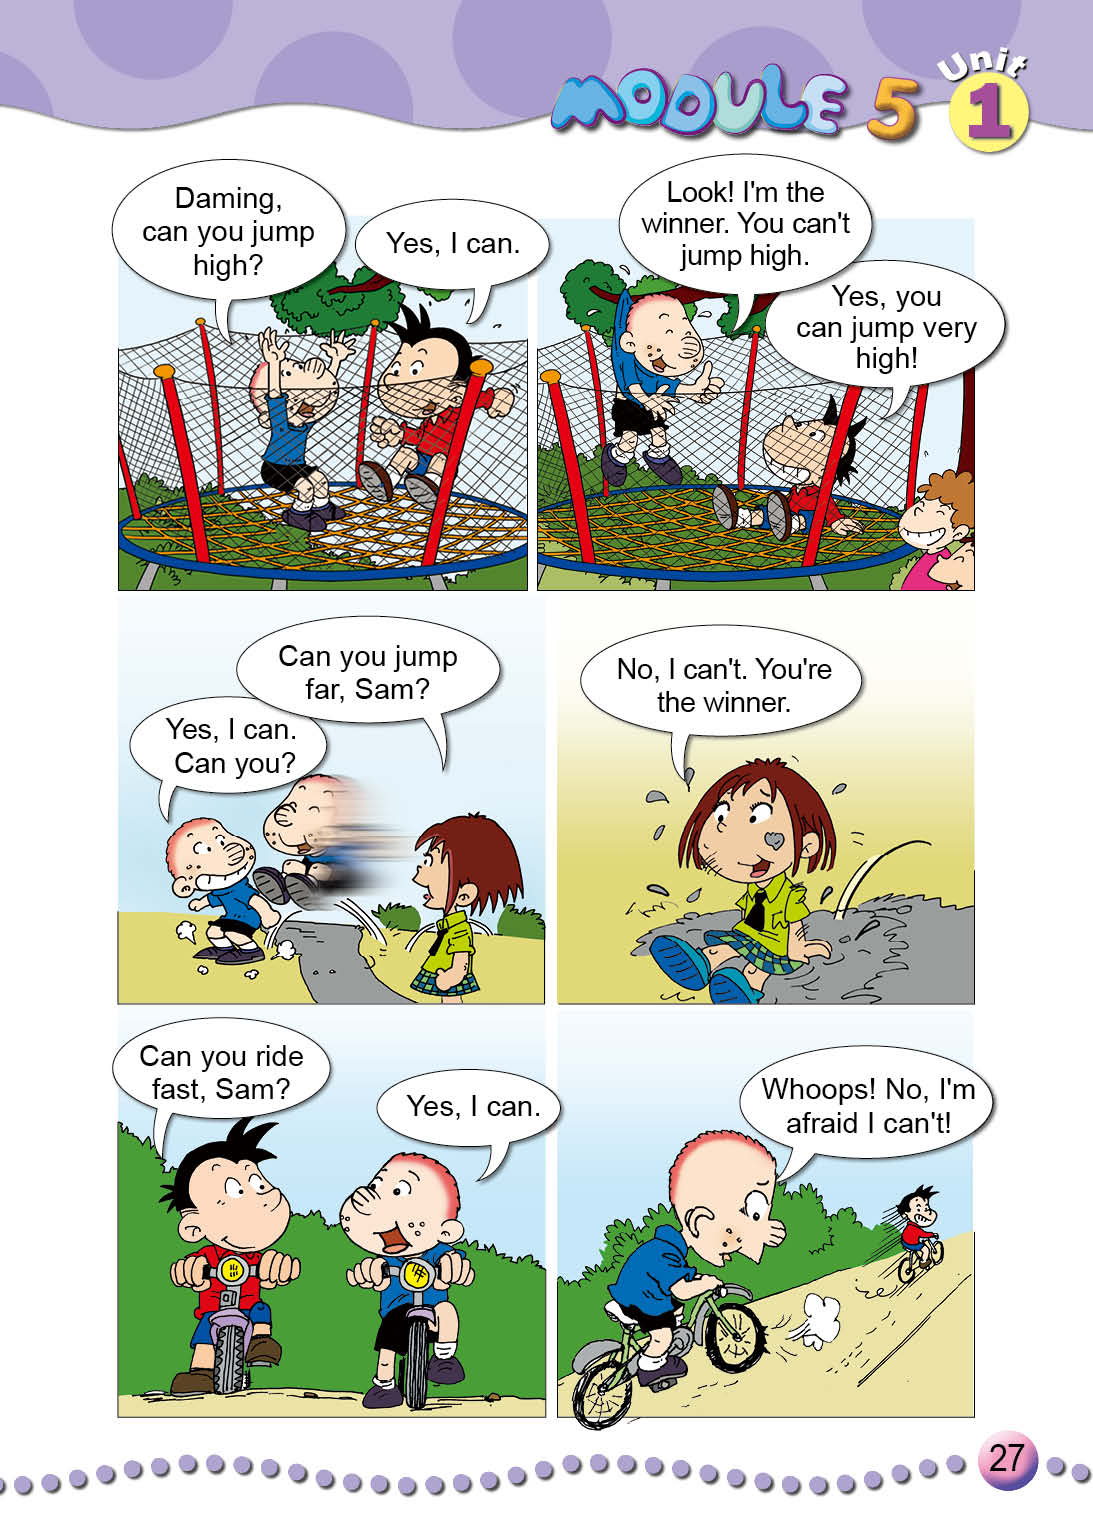 MODULE 5
Unit
1
Daming,
can you jump
high?
Yes, I can.
Look! I'm the
winner. You can't
jump high.
Yes, you
can jump very
high!
Can you jump
far, Sam?
Yes, I can.
Can you?
No, I can't. You're
the winner.
Can you ride
fast, Sam?
Yes, I can.
Whoops! No, I'm
afraid I can't!
27